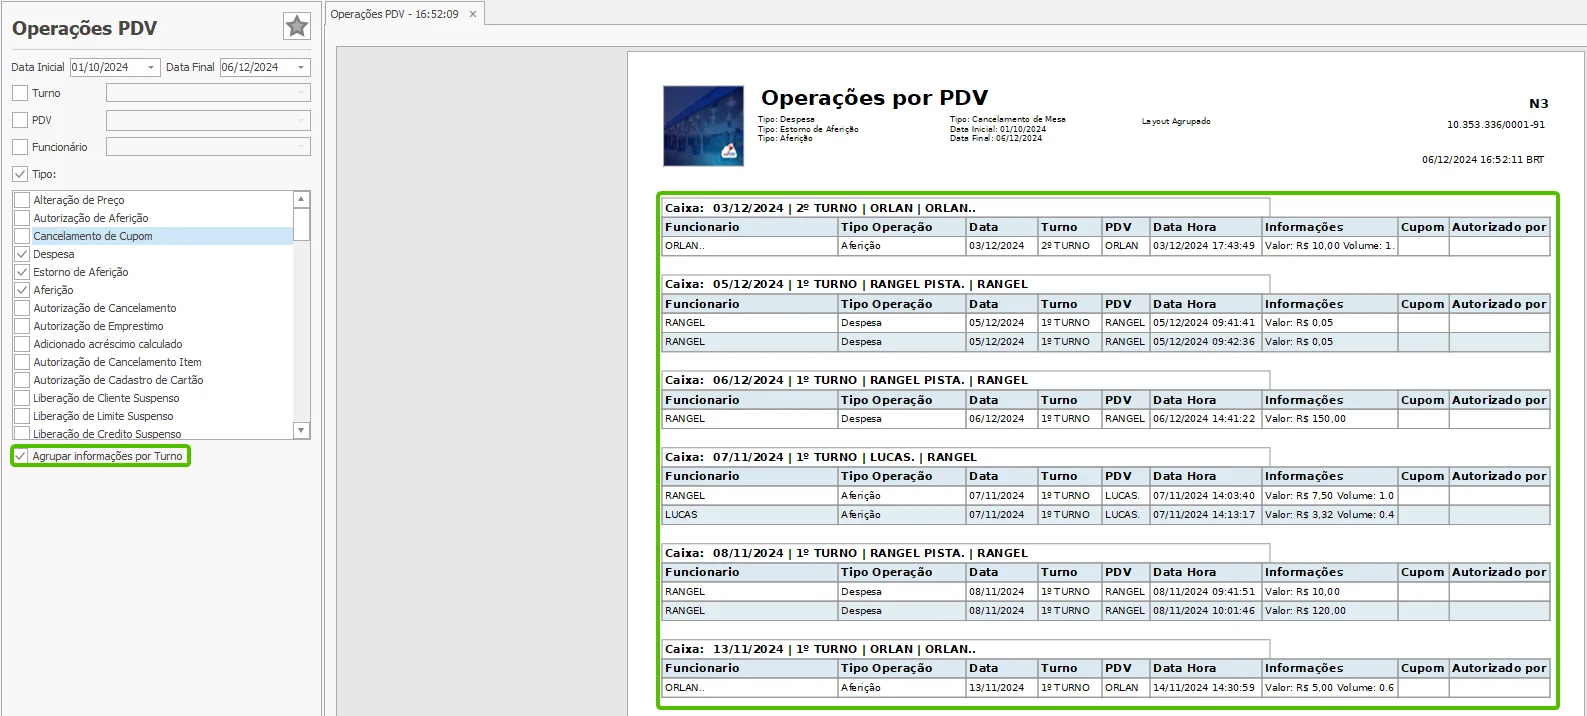 Operações PDV
Data Inicial 01/10/2024 Data Final 06/12/2024
Turno
PDV
Funcionário
Tipo:
Alteração de Preço
Autorização de Aferição
Cancelamento de Cupom
Despesa
Estorno de Aferição
Aferição
Autorização de Cancelamento
Autorização de Emprestimo
Adicionado acréscimo calculado
Autorização de Cancelamento Item
Autorização de Cadastro de Cartão
Liberação de Cliente Suspenso
Liberação de Limite Suspenso
Liberação de Credito Suspenso
Agrupar informações por Turno
Operações PDV - 16:52:09 ×
Operações por PDV
N3
Tipo: Despesa Tipo: Cancelamento de Mesa Layout Agrupado
Tipo: Estorno de Aferição Data Inicial: 01/10/2024 10.353.336/0001-91
Tipo: Aferição Data Final: 06/12/2024
06/12/2024 16:52:11 BRT
Caixa: 03/12/2024 | 2º TURNO | ORLAN | ORLAN..
Funcionario Tipo Operação Data Turno PDV Data Hora Informações Cupom Autorizado por
ORLAN.. Aferição 03/12/2024 2º TURNO ORLAN 03/12/2024 17:43:49 Valor: R$ 10,00 Volume: 1.
Caixa: 05/12/2024 | 1º TURNO | RANGEL PISTA. | RANGEL
Funcionario Tipo Operação Data Turno PDV Data Hora Informações Cupom Autorizado por
RANGEL Despesa 05/12/2024 1º TURNO RANGEL 05/12/2024 09:41:41 Valor: R$ 0,05
RANGEL Despesa 05/12/2024 1º TURNO RANGEL 05/12/2024 09:42:36 Valor: R$ 0,05
Caixa: 06/12/2024 | 1º TURNO | RANGEL PISTA. | RANGEL
Funcionario Tipo Operação Data Turno PDV Data Hora Informações Cupom Autorizado por
RANGEL Despesa 06/12/2024 1º TURNO RANGEL 06/12/2024 14:41:22 Valor: R$ 150,00
Caixa: 07/11/2024 | 1º TURNO | LUCAS. | RANGEL
Funcionario Tipo Operação Data Turno PDV Data Hora Informações Cupom Autorizado por
RANGEL Aferição 07/11/2024 1º TURNO LUCAS. 07/11/2024 14:03:40 Valor: R$ 7,50 Volume: 1.0
LUCAS Aferição 07/11/2024 1º TURNO LUCAS. 07/11/2024 14:13:17 Valor: R$ 3,32 Volume: 0.4
Caixa: 08/11/2024 | 1º TURNO | RANGEL PISTA. | RANGEL
Funcionario Tipo Operação Data Turno PDV Data Hora Informações Cupom Autorizado por
RANGEL Despesa 08/11/2024 1º TURNO RANGEL 08/11/2024 09:41:51 Valor: R$ 10,00
RANGEL Despesa 08/11/2024 1º TURNO RANGEL 08/11/2024 10:01:46 Valor: R$ 120,00
Caixa: 13/11/2024 | 1º TURNO | ORLAN | ORLAN..
Funcionario Tipo Operação Data Turno PDV Data Hora Informações Cupom Autorizado por
ORLAN.. Aferição 13/11/2024 1º TURNO ORLAN 14/11/2024 14:30:59 Valor: R$ 5,00 Volume: 0.6